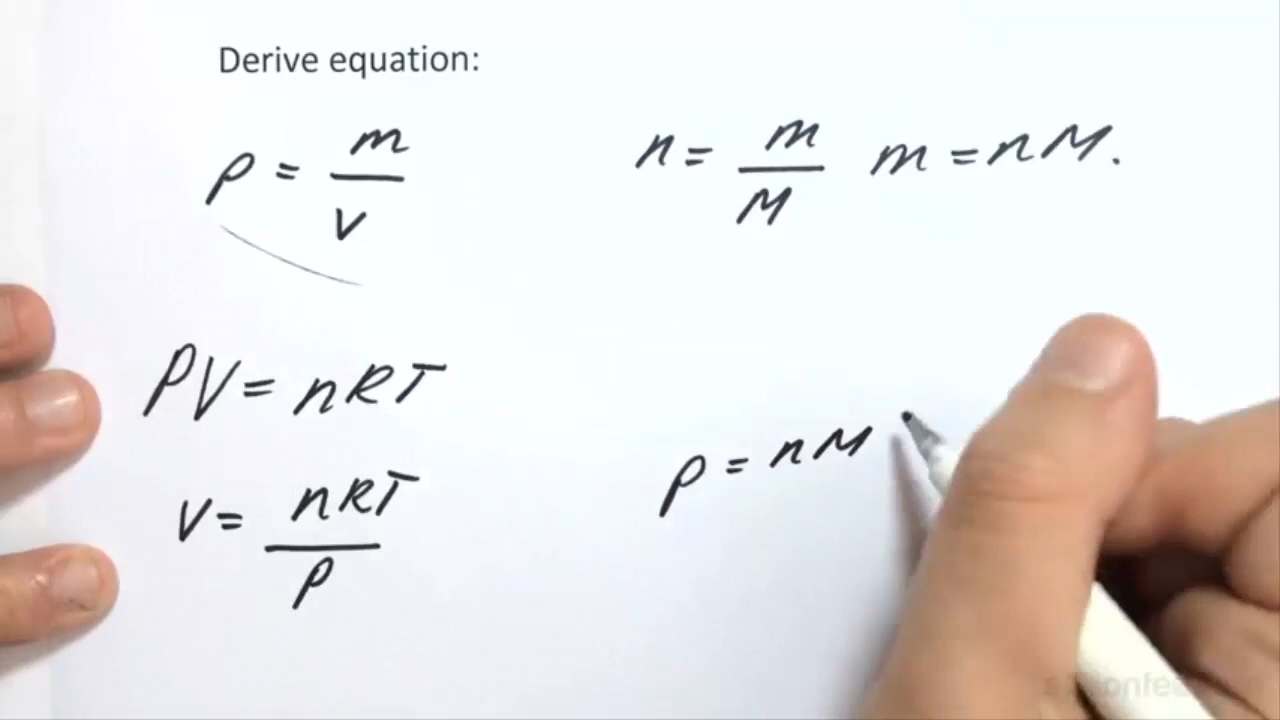 Derive equation:
ρ = m/V
n = m/M m = nM.
PV = nRT
V = nRT/P
ρ = nM